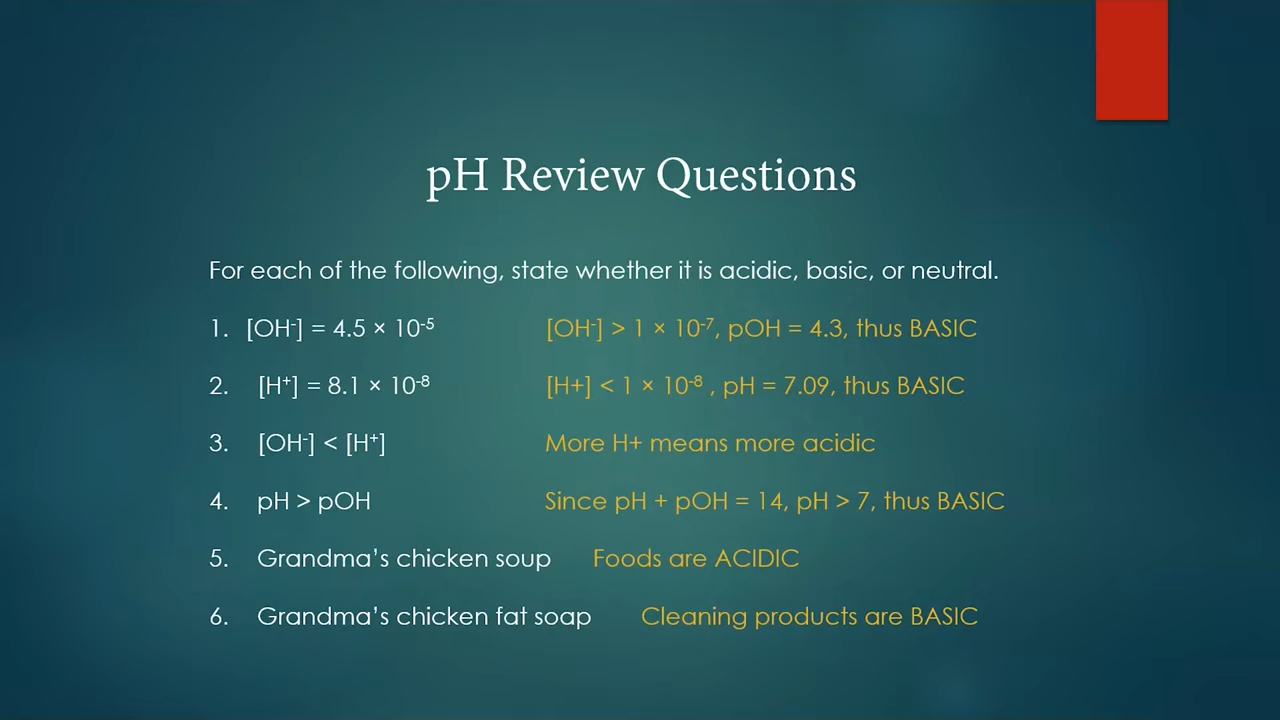 pH Review Questions
For each of the following, state whether it is acidic, basic, or neutral.
1. [OH⁻] = 4.5 × 10⁻⁵ [OH⁻] > 1 × 10⁻⁷, pOH = 4.3, thus BASIC
2. [H⁺] = 8.1 × 10⁻⁸ [H+] < 1 × 10⁻⁸ , pH = 7.09, thus BASIC
3. [OH⁻] < [H⁺] More H+ means more acidic
4. pH > pOH Since pH + pOH = 14, pH > 7, thus BASIC
5. Grandma’s chicken soup Foods are ACIDIC
6. Grandma’s chicken fat soap Cleaning products are BASIC